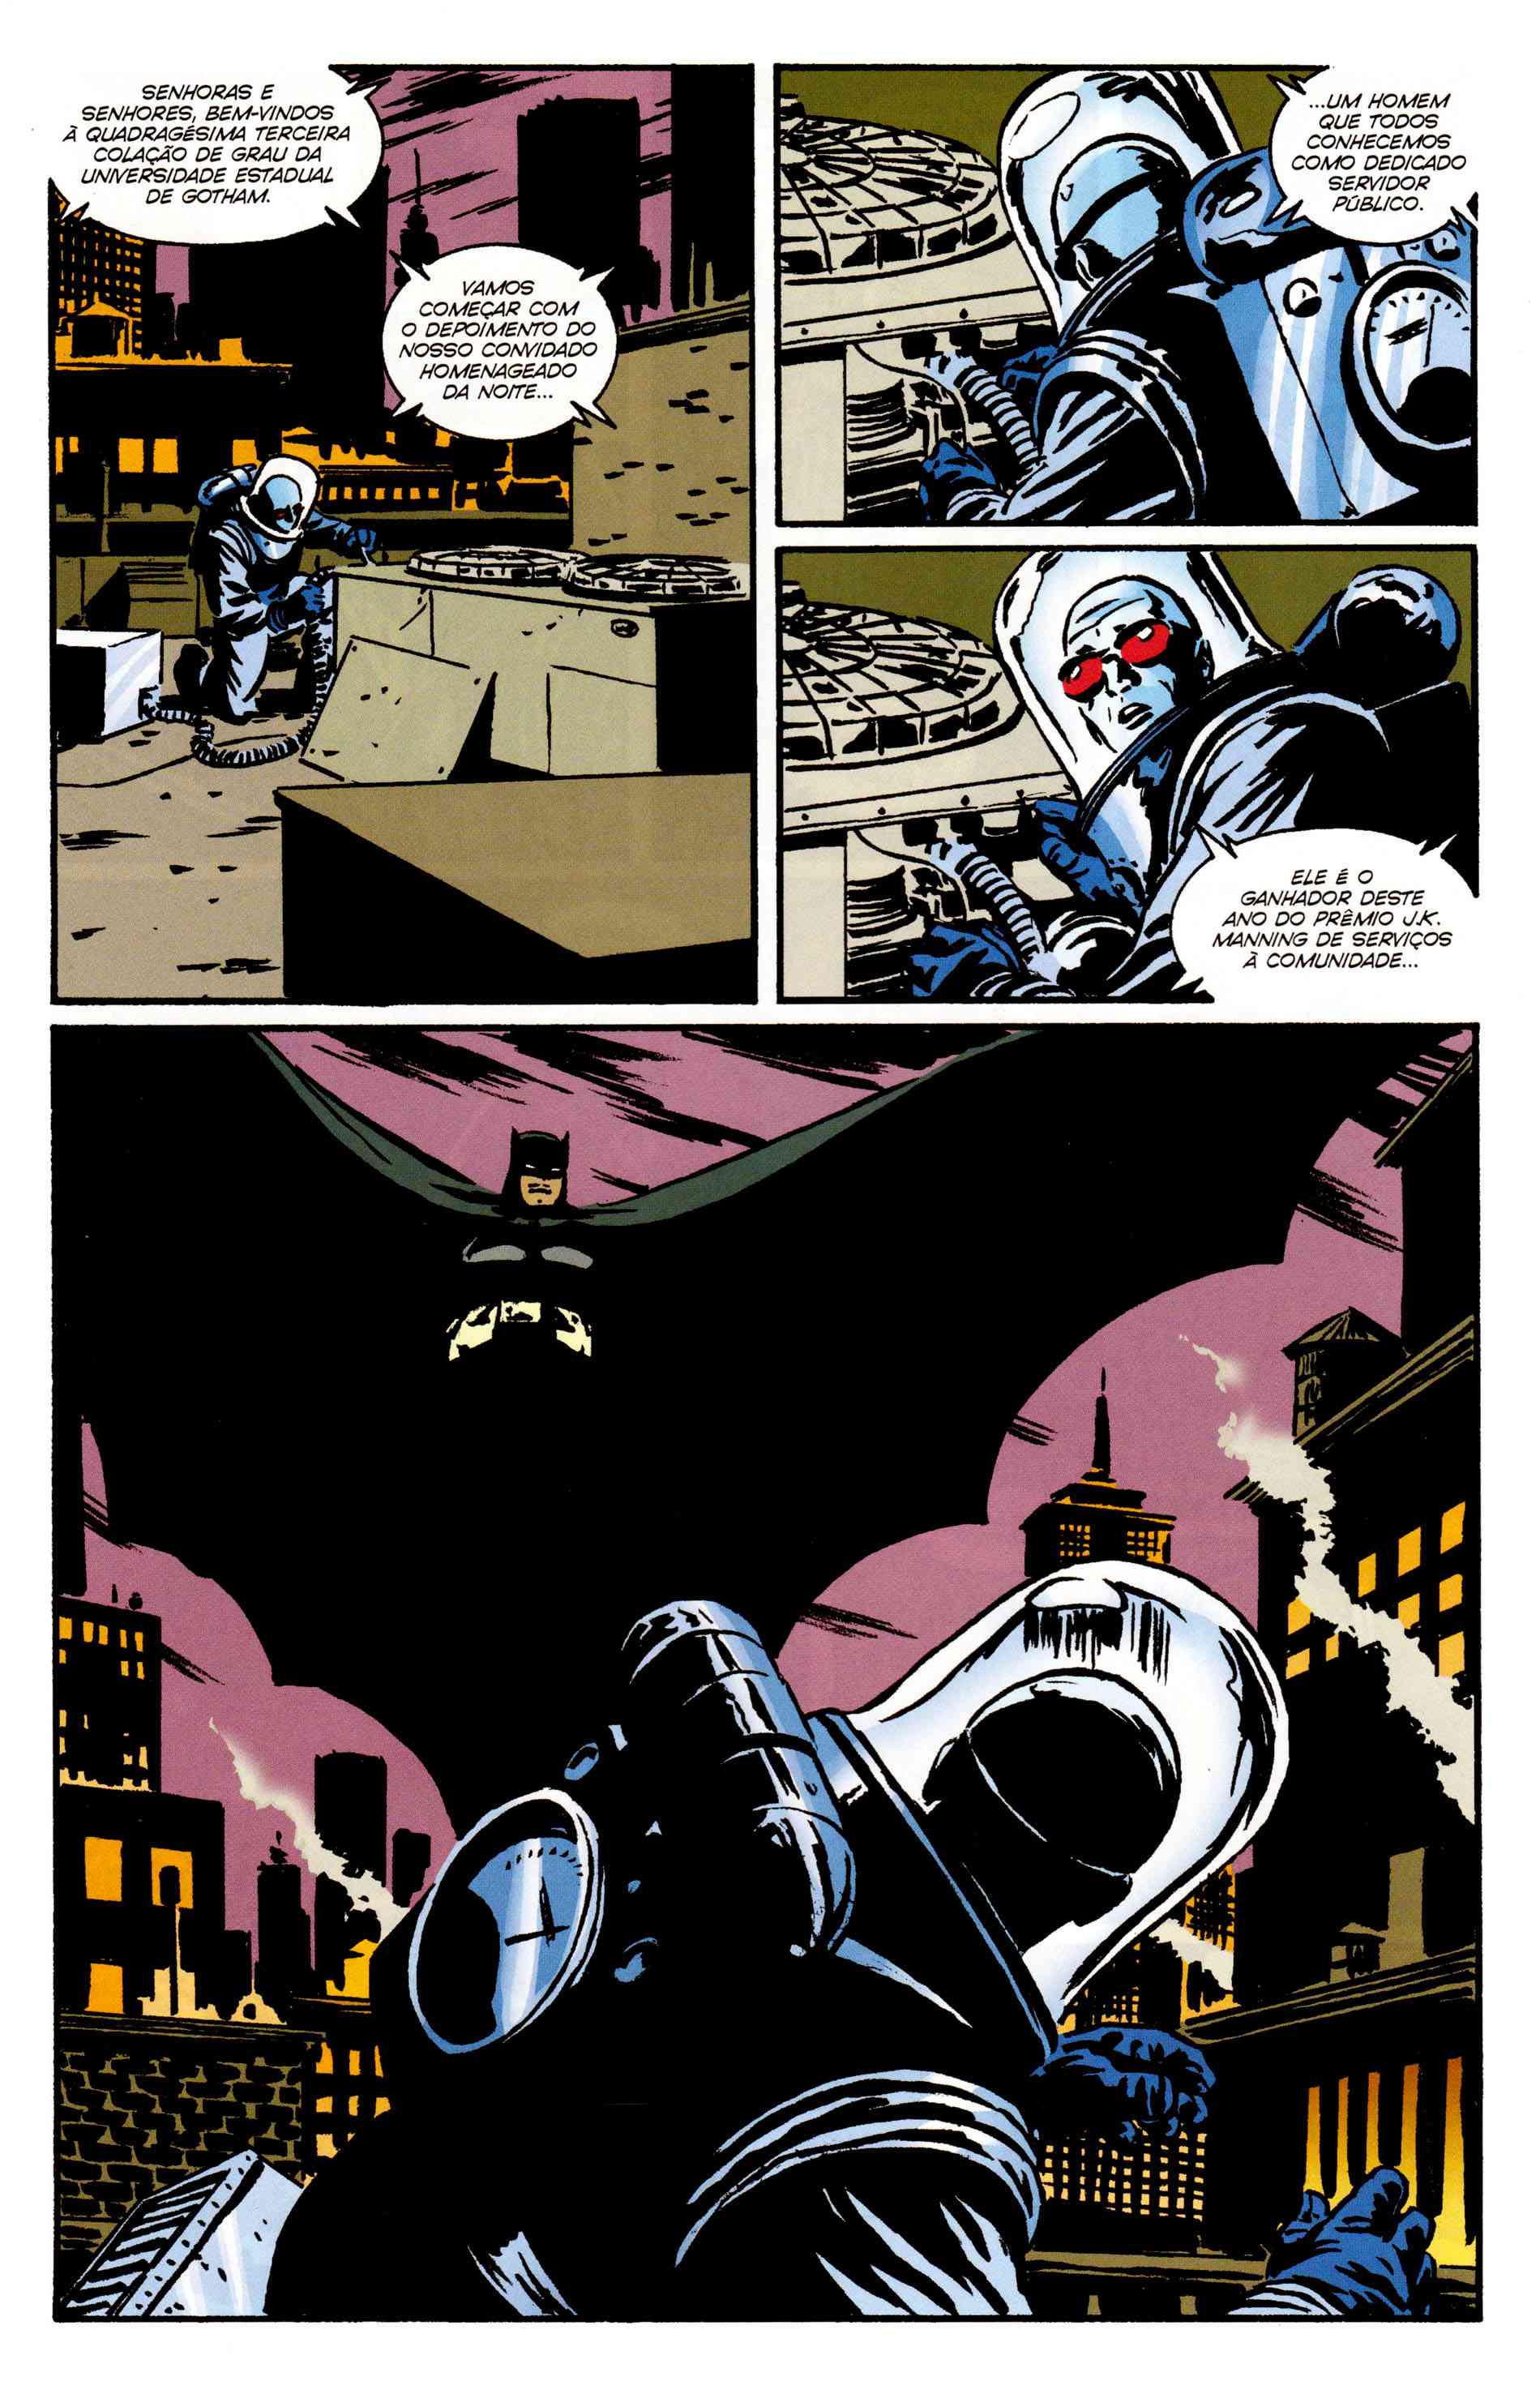 SENHORAS E
SENHORES, BEM-VINDOS
À QUADRAGÉSIMA TERCEIRA
COLAÇÃO DE GRAU DA
UNIVERSIDADE ESTADUAL
DE GOTHAM.
VAMOS
COMEÇAR COM
O DEPOIMENTO DO
NOSSO CONVIDADO
HOMENAGEADO
DA NOITE...
...UM HOMEM
QUE TODOS
CONHECEMOS
COMO DEDICADO
SERVIDOR
PÚBLICO.
ELE É O
GANHADOR DESTE
ANO DO PRÊMIO J.K.
MANNING DE SERVIÇOS
À COMUNIDADE...